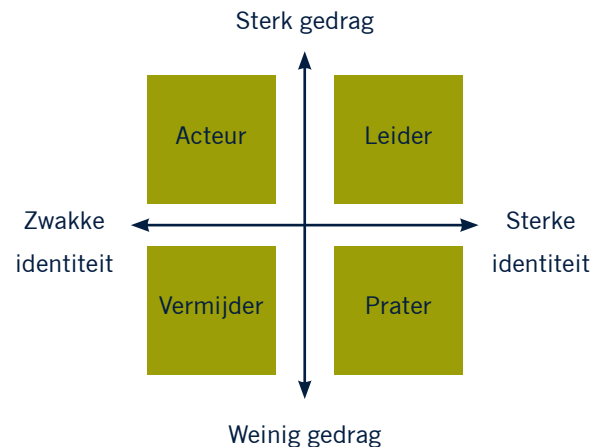 Sterk gedrag
Acteur
Leider
Zwakke
identiteit
Sterke
identiteit
Vermijder
Prater
Weinig gedrag